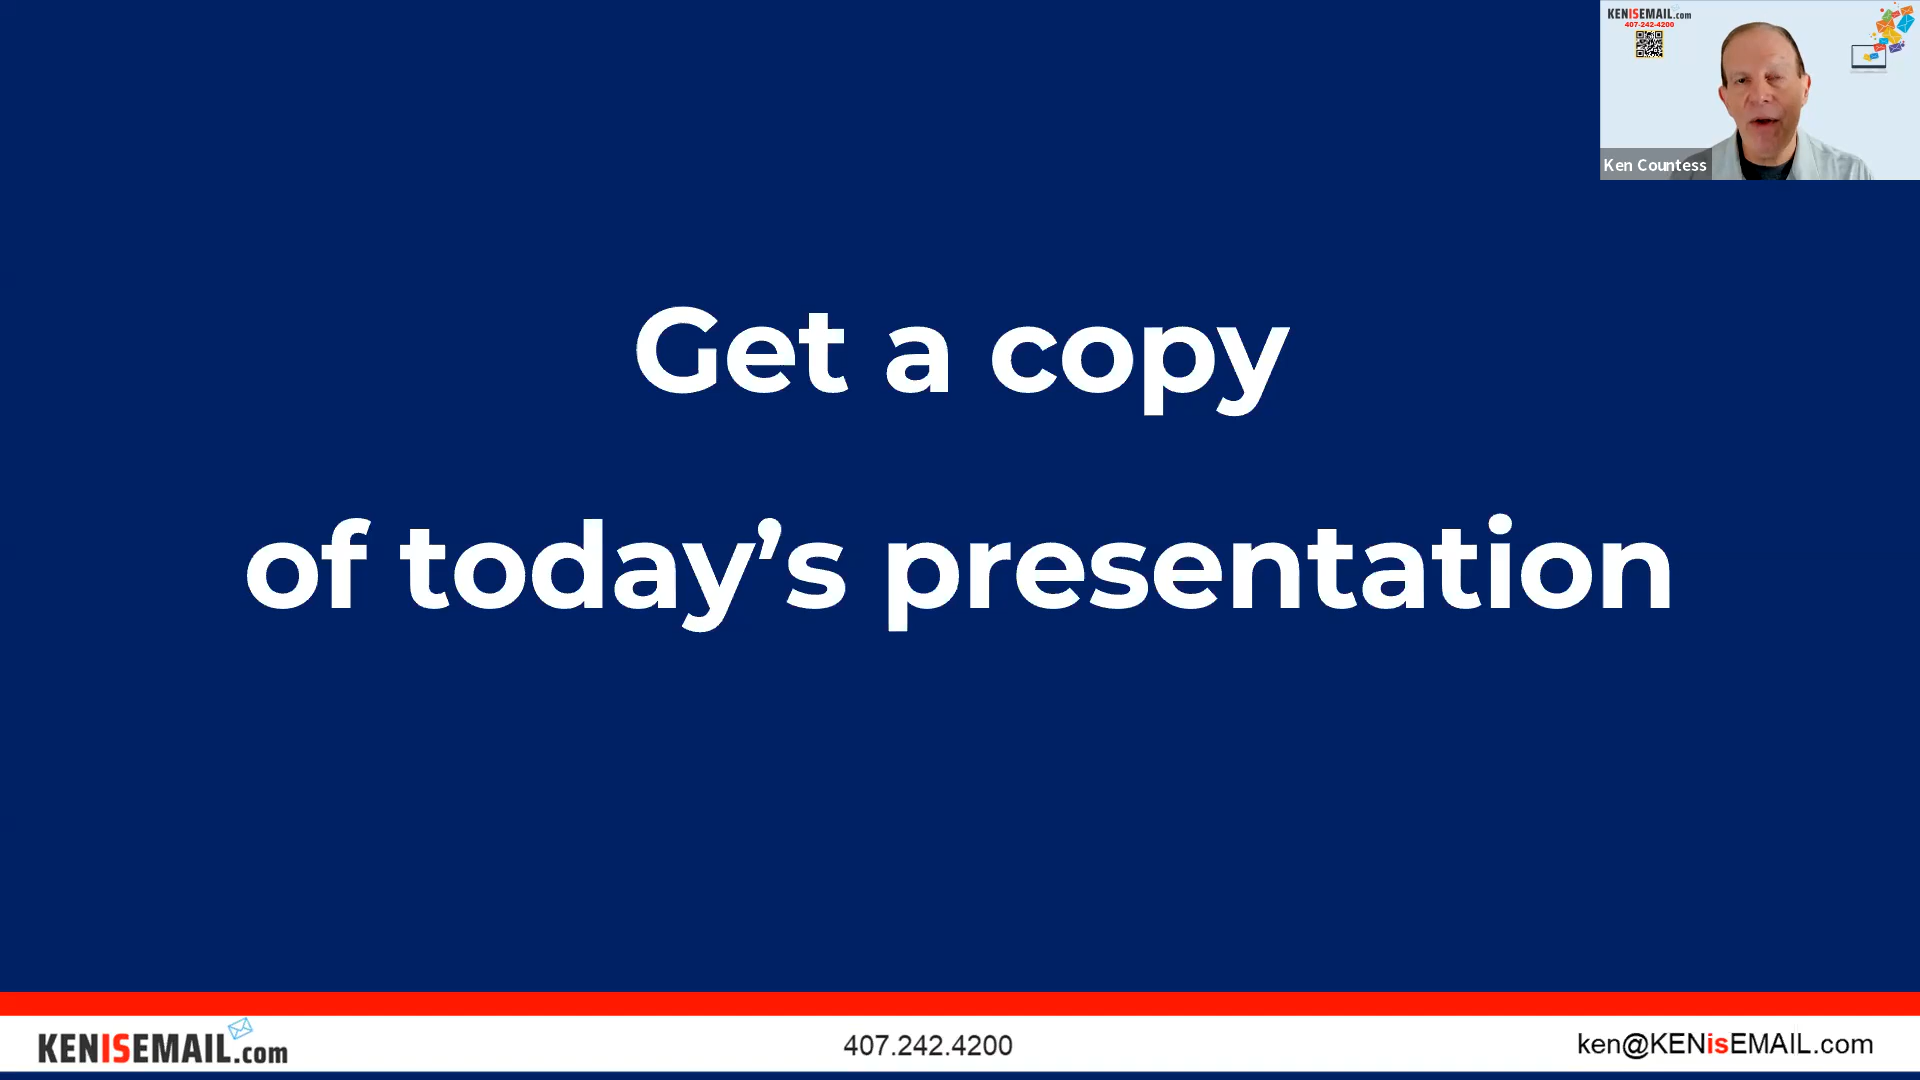 KENISEMAIL.com
407-242-4200
Ken Countess
Get a copy
of today’s presentation
KENISEMAIL.com
407.242.4200
ken@KENisEMAIL.com